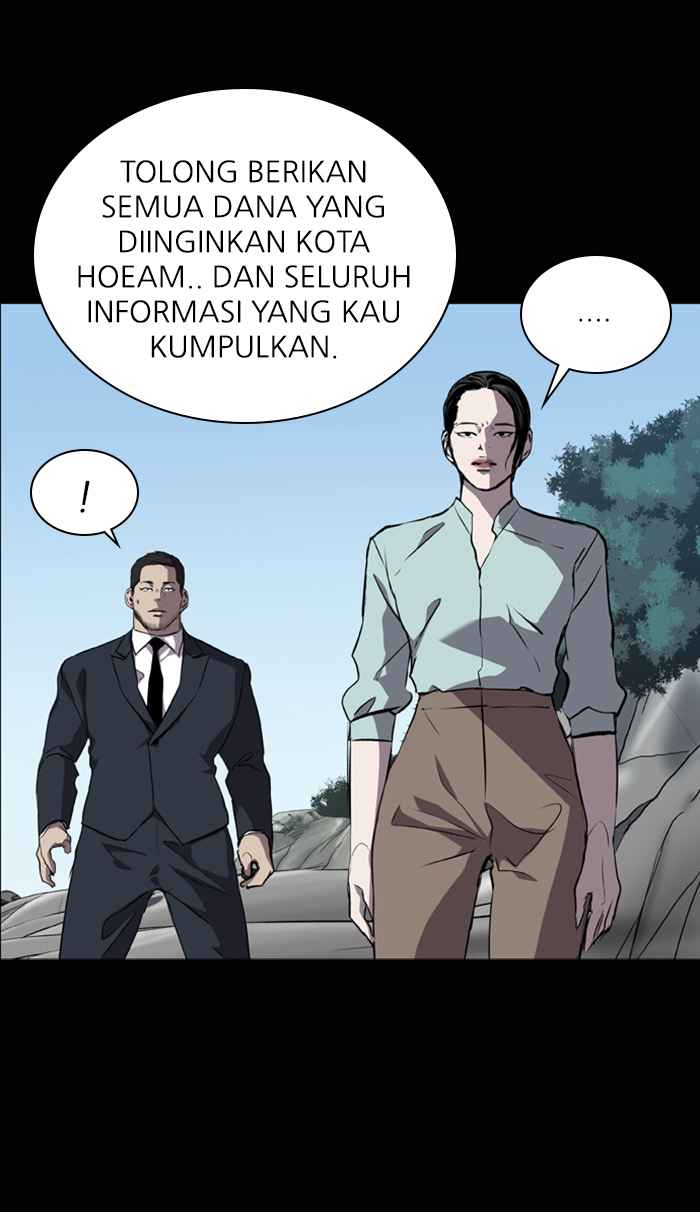 TOLONG BERIKAN
SEMUA DANA YANG
DIINGINKAN KOTA
HOEAM.. DAN SELURUH
INFORMASI YANG KAU
KUMPULKAN.
....
!